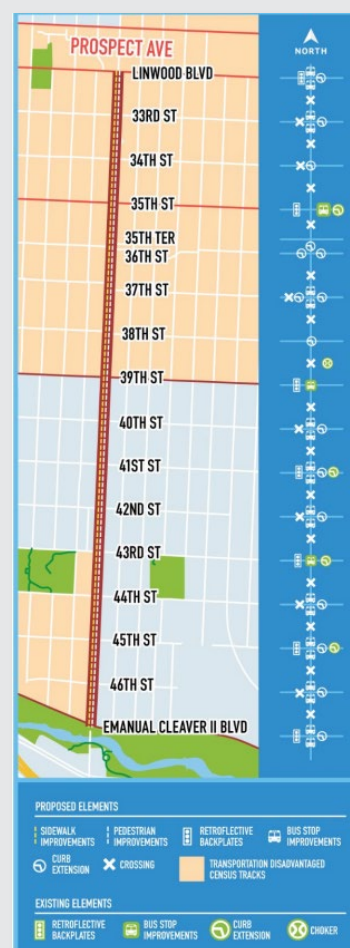 PROSPECT AVE
NORTH
LINWOOD BLVD
33RD ST
34TH ST
35TH ST
35TH TER
36TH ST
37TH ST
38TH ST
39TH ST
40TH ST
41ST ST
42ND ST
43RD ST
44TH ST
45TH ST
46TH ST
EMANUAL CLEAVER II BLVD
PROPOSED ELEMENTS
SIDEWALK
IMPROVEMENTS
PEDESTRIAN
IMPROVEMENTS
RETROFLECTIVE
BACKPLATES
BUS STOP
IMPROVEMENTS
CURB
EXTENSION
CROSSING
TRANSPORTATION DISADVANTAGED
CENSUS TRACKS
EXISTING ELEMENTS
RETROFLECTIVE
BACKPLATES
BUS STOP
IMPROVEMENTS
CURB
EXTENSION
CHOKER